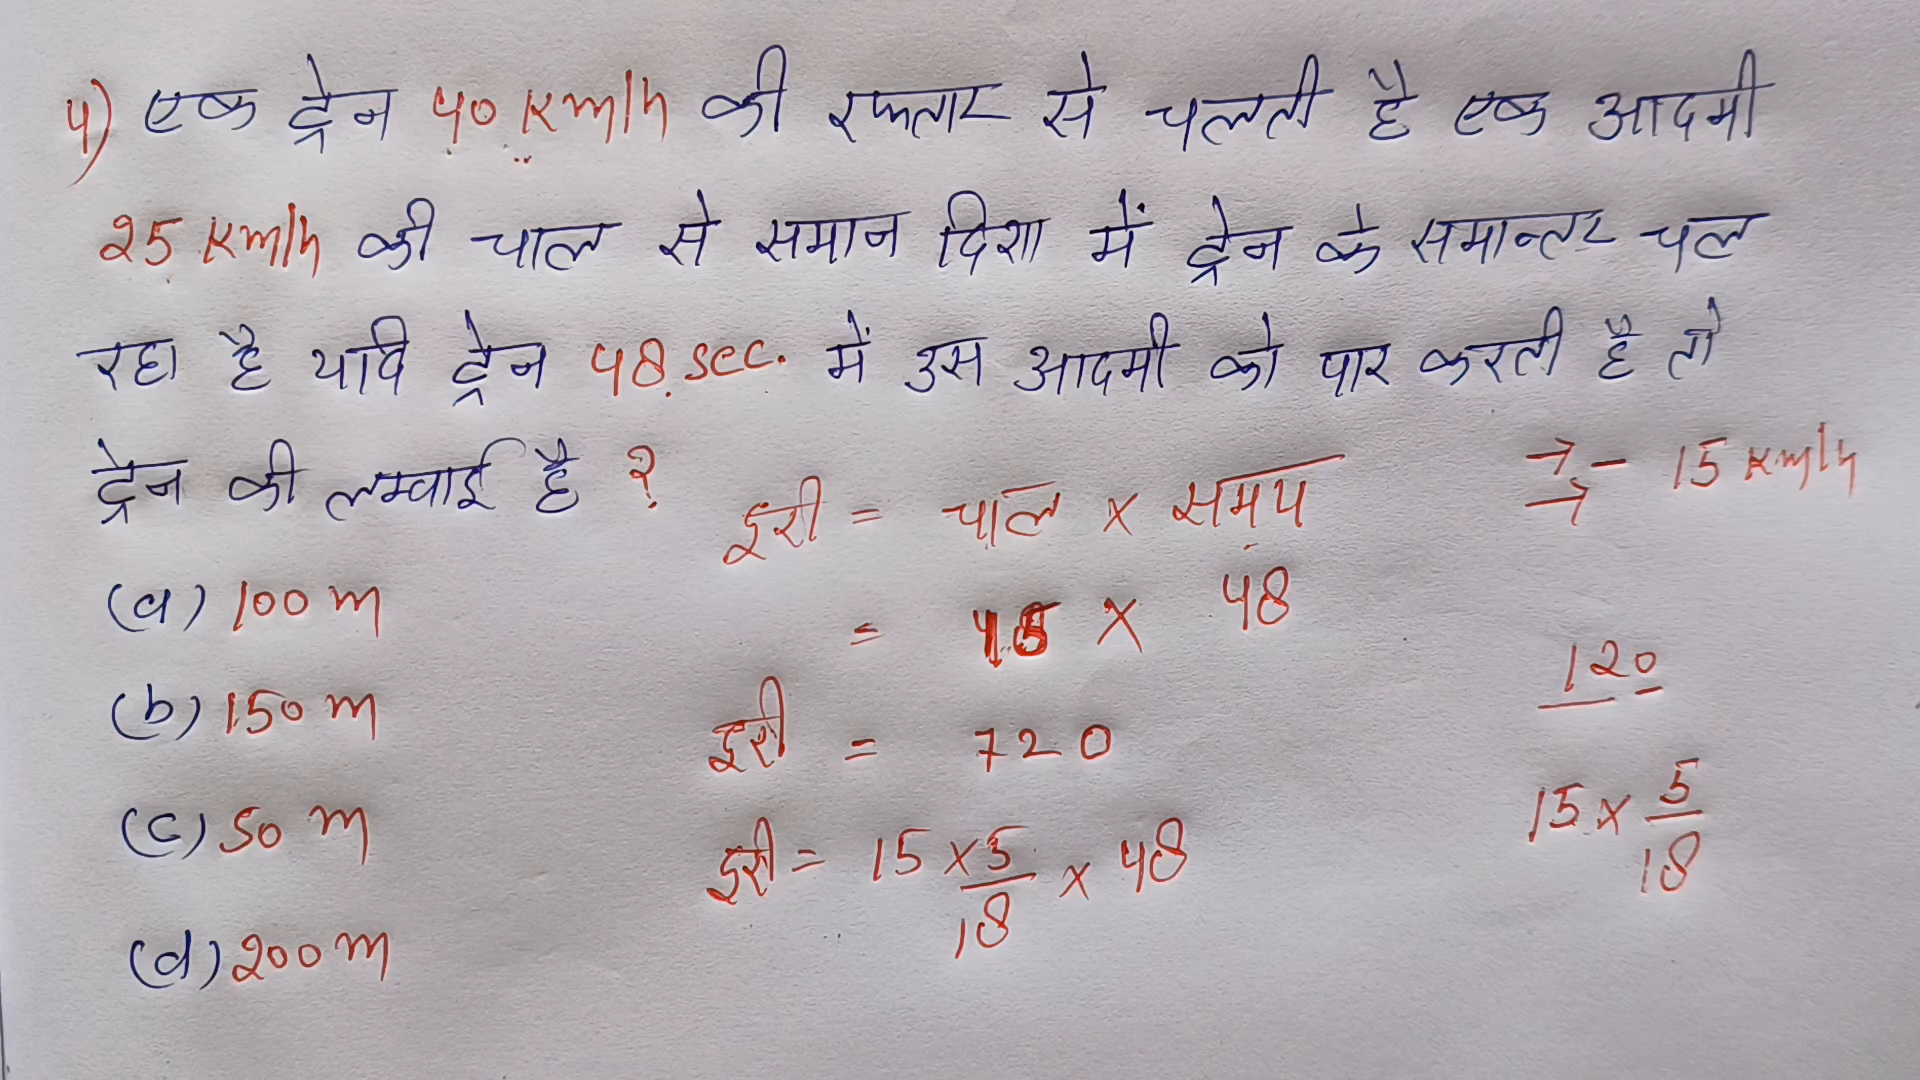 4) एक ट्रेन 40 Km/h की रफ्तार से चलती है एक आदमी
25 Km/h की चाल से समान दिशा में ट्रेन के समान्तर चल
रहा है यदि ट्रेन 48 sec. में उस आदमी को पार करती है तो
ट्रेन की लम्बाई है ?
→
→ - 15 Km/h
दूरी = चाल × समय
(a) 100 m
= 15 × 48
120
(b) 150 m
दूरी = 720
(c) 50 m
दूरी = 15 × 5/18 × 48
15 × 5/18
(d) 200 m